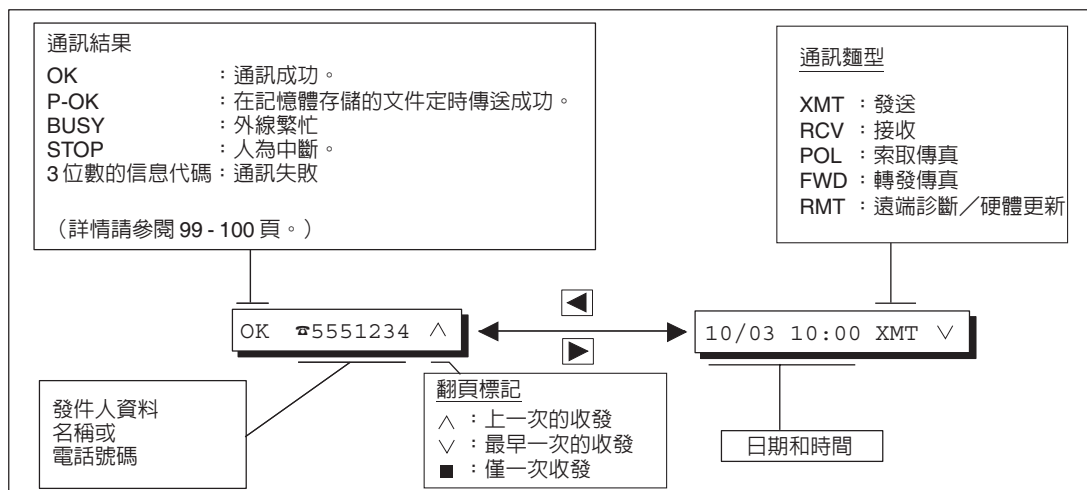 通訊結果
OK：通訊成功。
P-OK：在記憶體存儲的文件定時傳送成功。
BUSY：外線繁忙
STOP：人為中斷。
3位數的信息代碼：通訊失敗
（詳情請參閱 99 - 100 頁。）
通訊麵型
XMT：發送
RCV：接收
POL：索取傳真
FWD：轉發傳真
RMT：遠端診斷／硬體更新
OK ☎5551234 ∧
◀
▶
10/03 10:00 XMT ∨
發件人資料
名稱或
電話號碼
翻頁標記
∧：上一次的收發
∨：最早一次的收發
■：僅一次收發
日期和時間